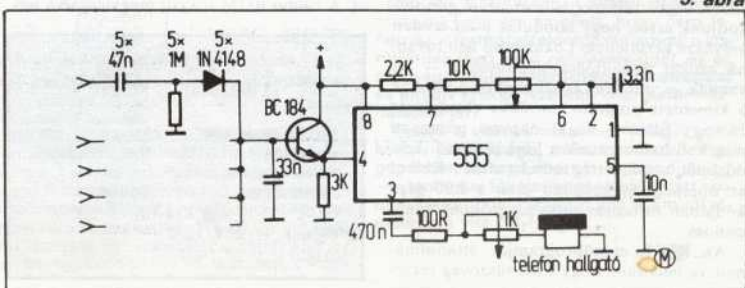 5. ábra
5×
47n
5×
1M
5×
1N 4148
BC 184
33n
3K
+
2,2K
10K
100K
3,3n
8
7
6
2
1
4
555
5
3
10n
470n
100R
1K
telefon hallgató
M